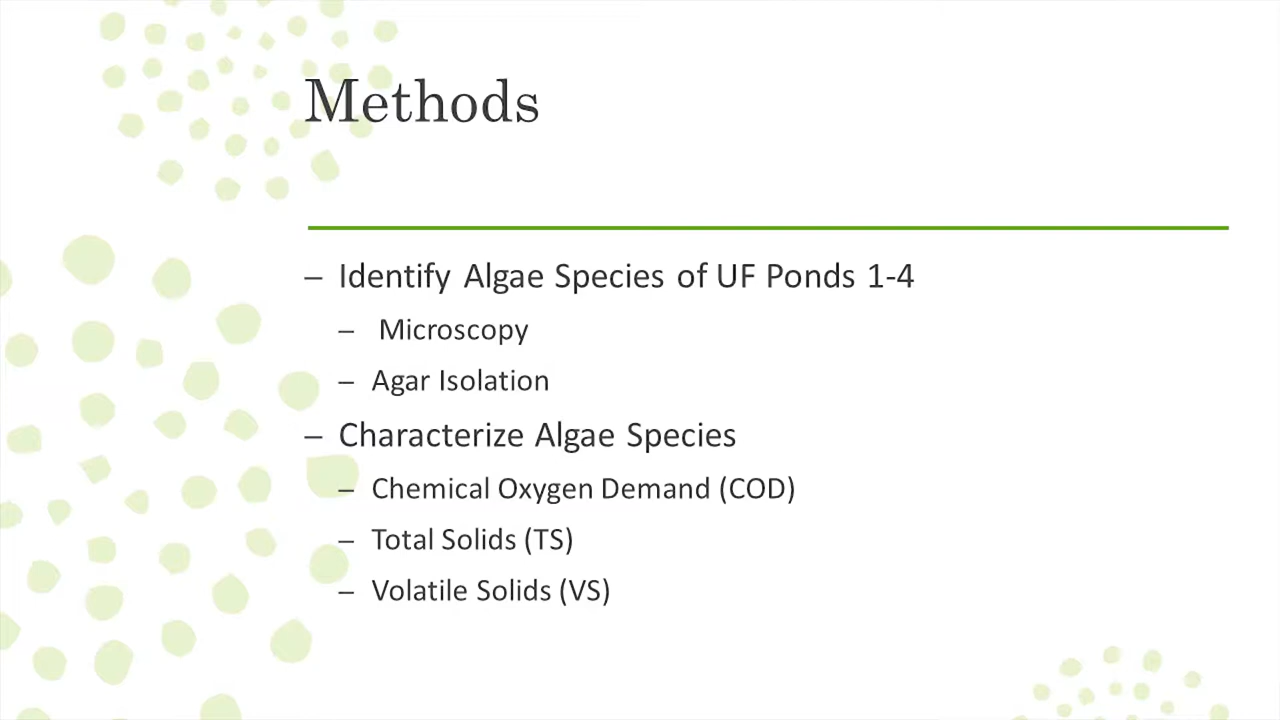 Methods
– Identify Algae Species of UF Ponds 1-4
– Microscopy
– Agar Isolation
– Characterize Algae Species
– Chemical Oxygen Demand (COD)
– Total Solids (TS)
– Volatile Solids (VS)